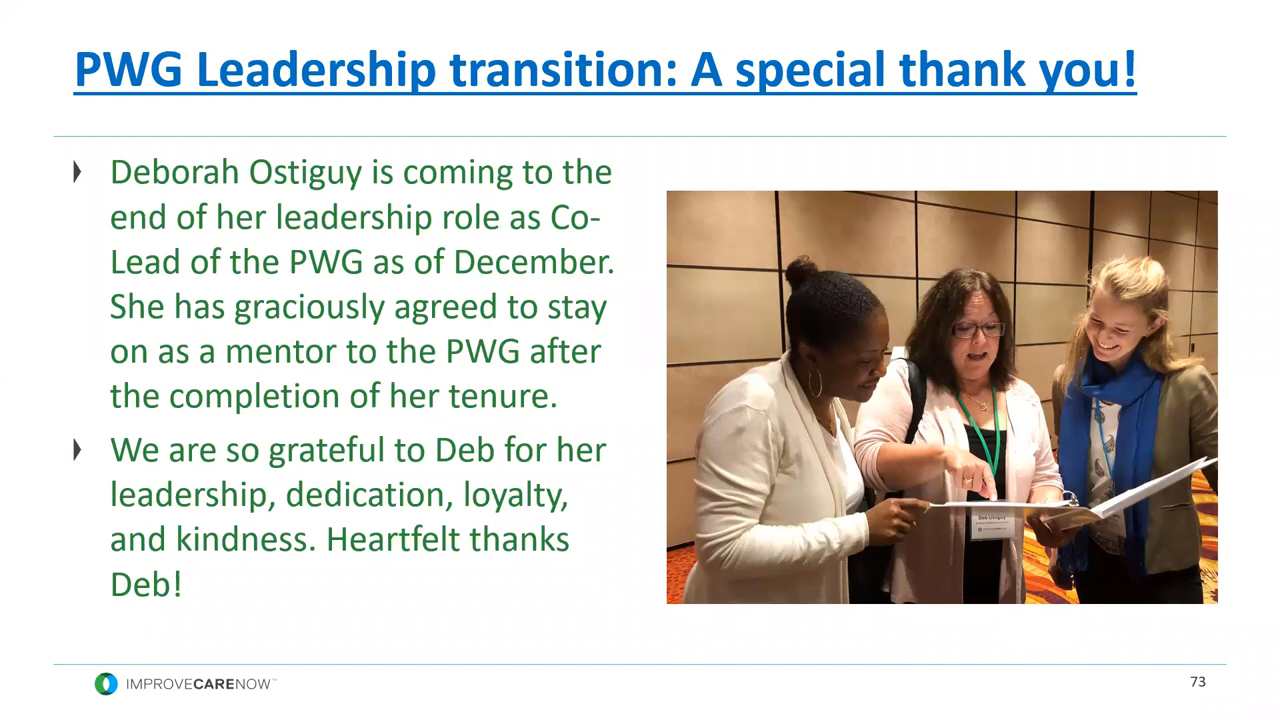 PWG Leadership transition: A special thank you!
Deborah Ostiguy is coming to the
end of her leadership role as Co-
Lead of the PWG as of December.
She has graciously agreed to stay
on as a mentor to the PWG after
the completion of her tenure.
We are so grateful to Deb for her
leadership, dedication, loyalty,
and kindness. Heartfelt thanks
Deb!
Deb Ostiguy
IMPROVECARENOW™
73